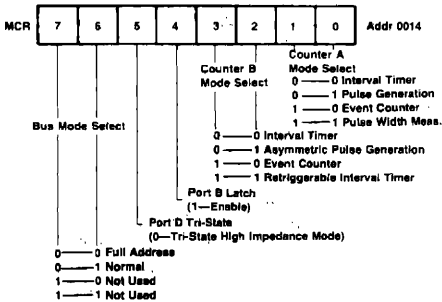 MCR 7 6 5 4 3 2 1 0 Addr 0014
Counter A
Mode Select
0 0 Interval Timer
0 1 Pulse Generation
1 0 Event Counter
1 1 Pulse Width Meas.
Counter B
Mode Select
0 0 Interval Timer
0 1 Asymmetric Pulse Generation
1 0 Event Counter
1 1 Retriggerable Interval Timer
Bus Mode Select
Port B Latch
(1—Enable)
Port D Tri-State
(0—Tri-State High Impedance Mode)
0 0 Full Address
0 1 Normal
1 0 Not Used
1 1 Not Used